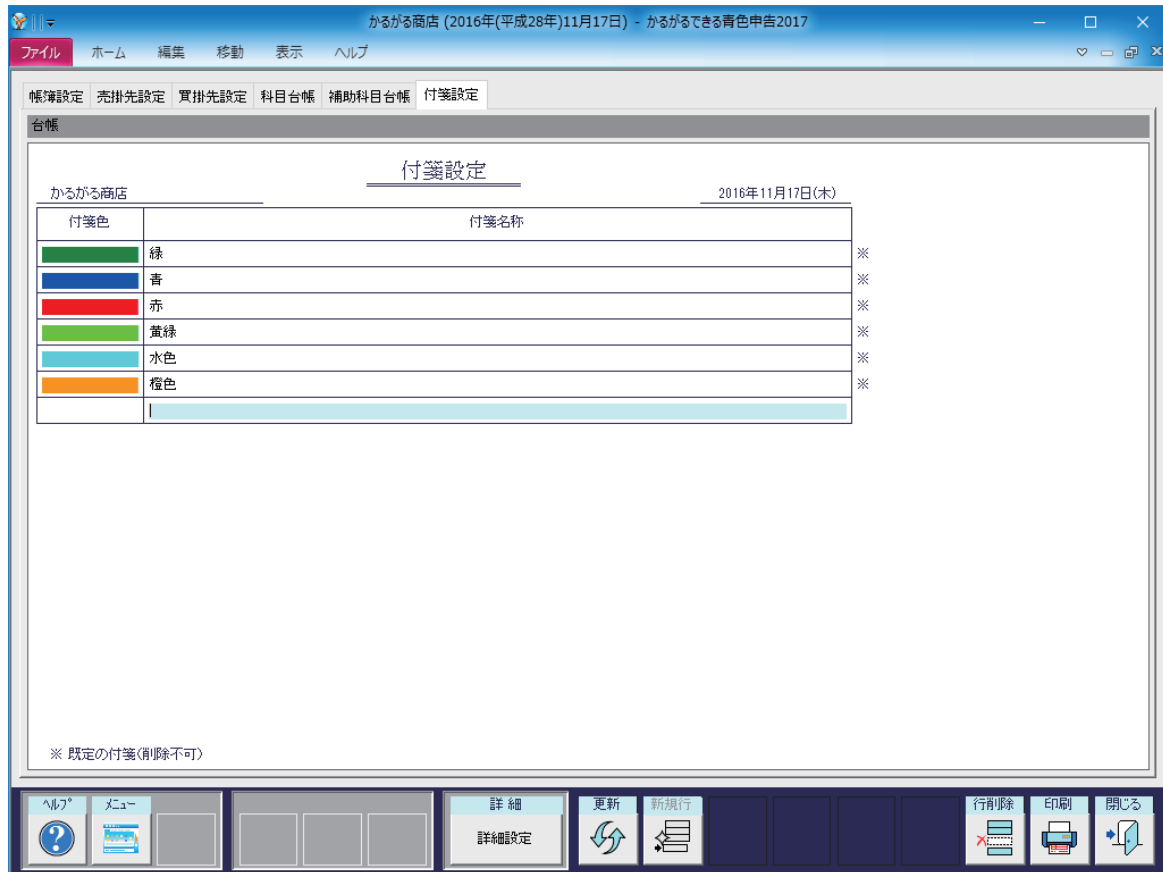 かるがる商店 (2016年(平成28年)11月17日) - かるがるできる青色申告2017
ファイル ホーム 編集 移動 表示 ヘルプ
帳簿設定 売掛先設定 買掛先設定 科目台帳 補助科目台帳 付箋設定
台帳
付箋設定
かるがる商店 2016年11月17日(木)
付箋色 付箋名称
緑 ※
青 ※
赤 ※
黄緑 ※
水色 ※
橙色 ※
※ 既定の付箋(削除不可)
ヘルプ メニュー 詳細 更新 新規行 行削除 印刷 閉じる
詳細設定